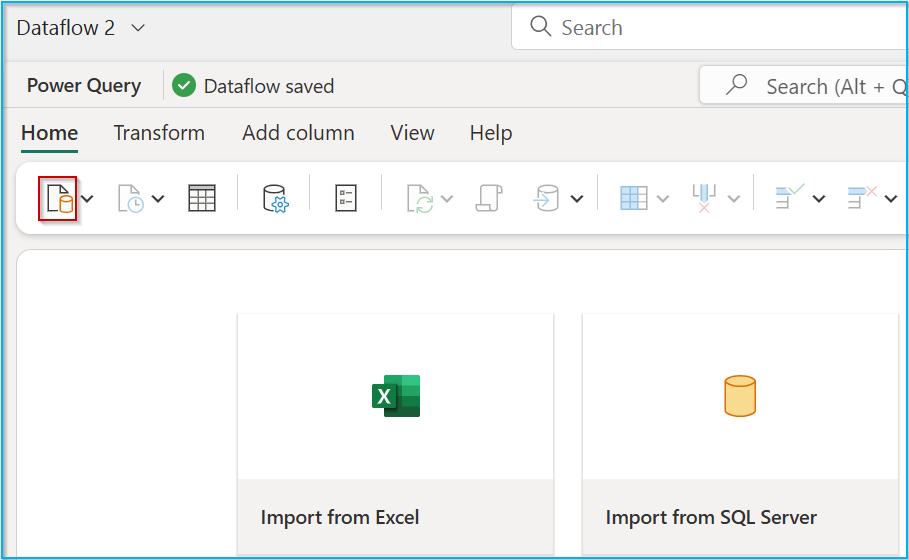 Dataflow 2
Search
Power Query
Dataflow saved
Search (Alt + Q
Home Transform Add column View Help
X
Import from Excel
Import from SQL Server